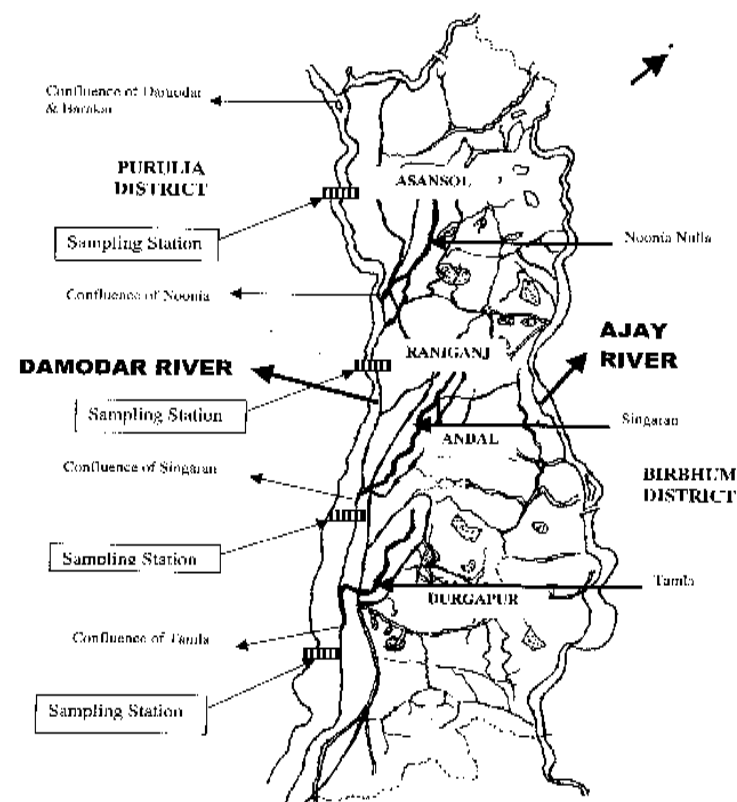 Confluence of Damodar
& Barakar
PURULIA
DISTRICT
ASANSOL
Sampling Station
Noonia Nulla
Confluence of Noonia
RANIGANJ
AJAY
RIVER
DAMODAR RIVER
Sampling Station
Singaran
ANDAL
Confluence of Singaran
BIRBHUM
DISTRICT
Sampling Station
Tamla
DURGAPUR
Confluence of Tamla
Sampling Station